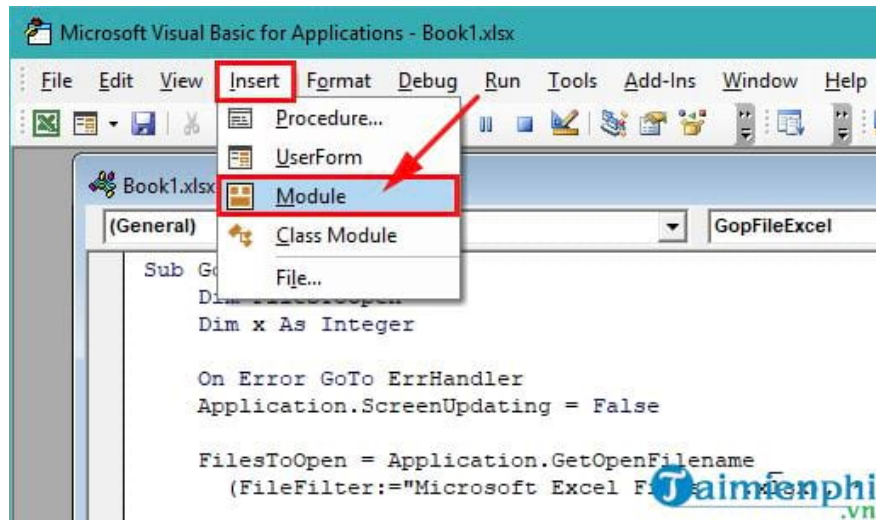 Microsoft Visual Basic for Applications - Book1.xlsx
File Edit View Insert Format Debug Run Tools Add-Ins Window Help
Procedure...
UserForm
Book1.xlsx
Module
(General) GopFileExcel
Class Module
File...
Sub
Dim
Dim x As Integer
On Error GoTo ErrHandler
Application.ScreenUpdating = False
FilesToOpen = Application.GetOpenFilename
(FileFilter:="Microsoft Excel
Taimienphi
.vn